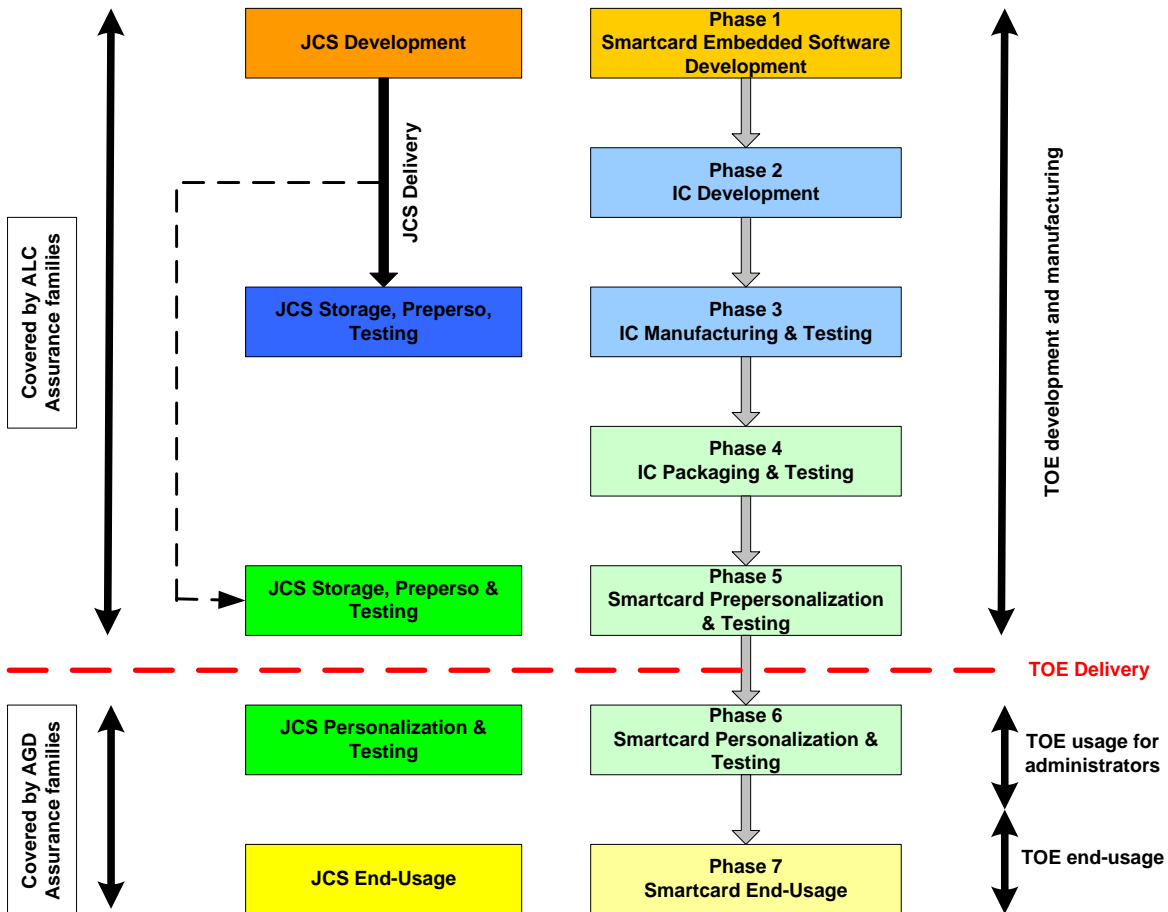 JCS Development
Phase 1
Smartcard Embedded Software
Development
JCS Delivery
Phase 2
IC Development
TOE development and manufacturing
Covered by ALC
Assurance families
JCS Storage, Preperso,
Testing
Phase 3
IC Manufacturing & Testing
Phase 4
IC Packaging & Testing
JCS Storage, Preperso &
Testing
Phase 5
Smartcard Prepersonalization
& Testing
TOE Delivery
Covered by AGD
Assurance families
JCS Personalization &
Testing
Phase 6
Smartcard Personalization &
Testing
TOE usage for
administrators
JCS End-Usage
Phase 7
Smartcard End-Usage
TOE end-usage